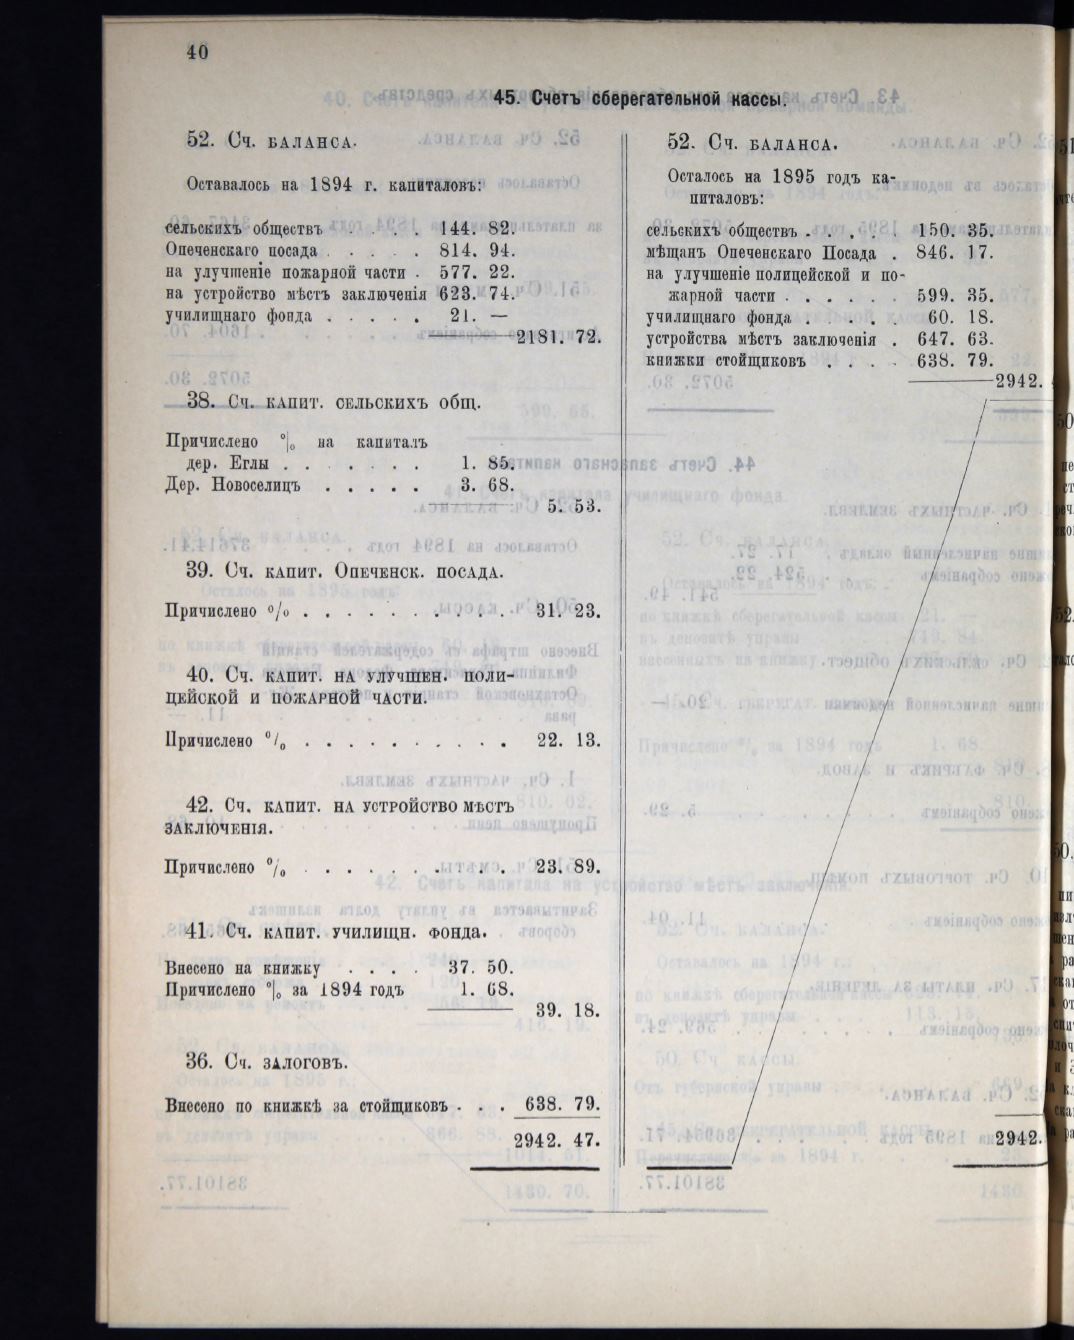 40
45. Счетъ сберегательной кассы.
52. Сч. баланса.
Оставалось на 1894 г. капиталовъ:
сельскихъ обществъ . . . . 144. 82.
Опеченскаго посада . . . . . 814. 94.
на улучшеніе пожарной части . 577. 22.
на устройство мѣстъ заключенія 623. 74.
училищнаго фонда . . . . . 21. —
2181. 72.
38. Сч. капит. сельскихъ общ.
Причислено % на капиталъ
дер. Еглы . . . . . . . 1. 85.
Дер. Новоселицъ . . . . . 3. 68.
5. 53.
39. Сч. капит. Опеченск. посада.
Причислено % . . . . . . . . . . 31. 23.
40. Сч. капит. на улучшен. поли-
цейской и пожарной части.
Причислено % . . . . . . . . . . 22. 13.
42. Сч. капит. на устройство мѣстъ
заключенія.
Причислено % . . . . . . . . . . 23. 89.
41. Сч. капит. училищн. фонда.
Внесено на книжку . . . . 37. 50.
Причислено % за 1894 годъ 1. 68.
39. 18.
36. Сч. залоговъ.
Внесено по книжкѣ за стойщиковъ . . . 638. 79.
2942. 47.
52. Сч. баланса.
Осталось на 1895 годъ ка-
питаловъ:
сельскихъ обществъ . . . . . 150. 35.
мѣщанъ Опеченскаго Посада . 846. 17.
на улучшеніе полицейской и по-
жарной части . . . . . . 599. 35.
училищнаго фонда . . . . . 60. 18.
устройства мѣстъ заключенія . 647. 63.
книжки стойщиковъ . . . . 638. 79.
2942.
2942.